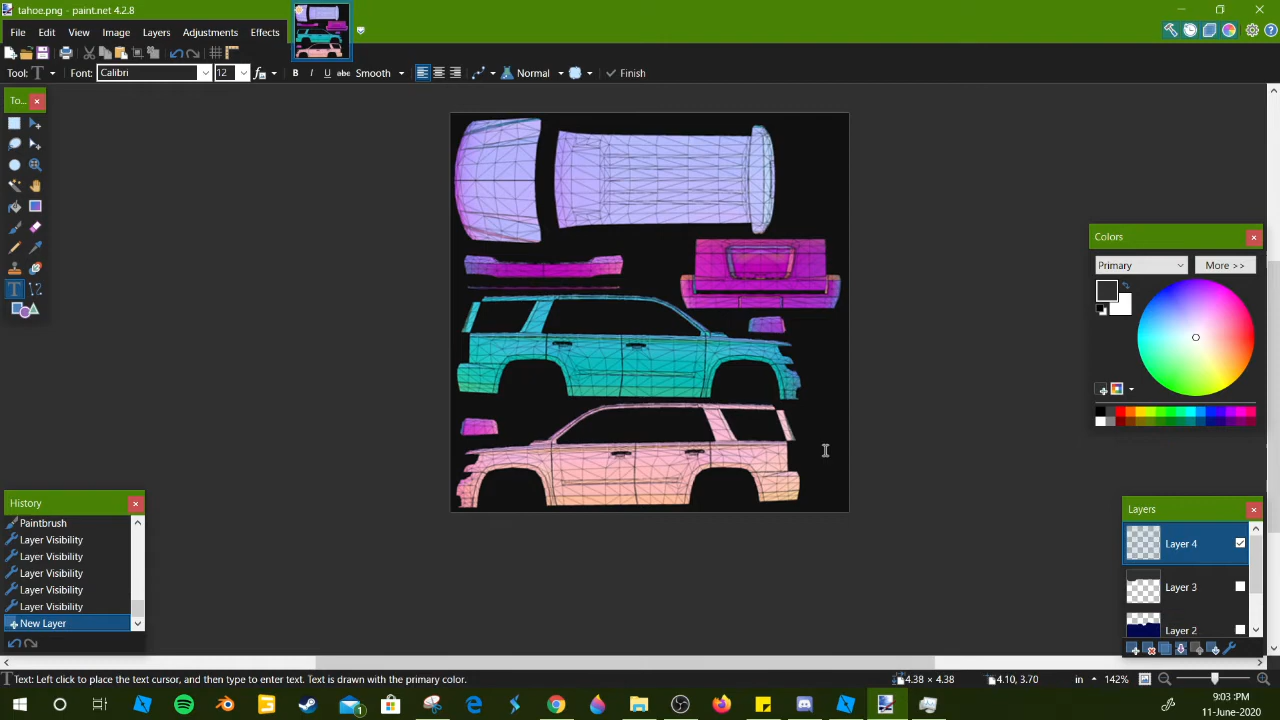 tahoe.png - paint.net 4.2.8
File Edit View Image Layers Adjustments Effects
Tool: T Font: Calibri 12 B I U abc Smooth Normal Finish
To...
Colors
Primary More >>
History
Paintbrush
Layer Visibility
Layer Visibility
Layer Visibility
Layer Visibility
Layer Visibility
New Layer
Layers
Layer 4
Layer 3
Layer 2
Text: Left click to place the text cursor, and then type to enter text. Text is drawn with the primary color. 4.38 × 4.38 4.10, 3.70 in 142%
9:03 PM
11-June-2020